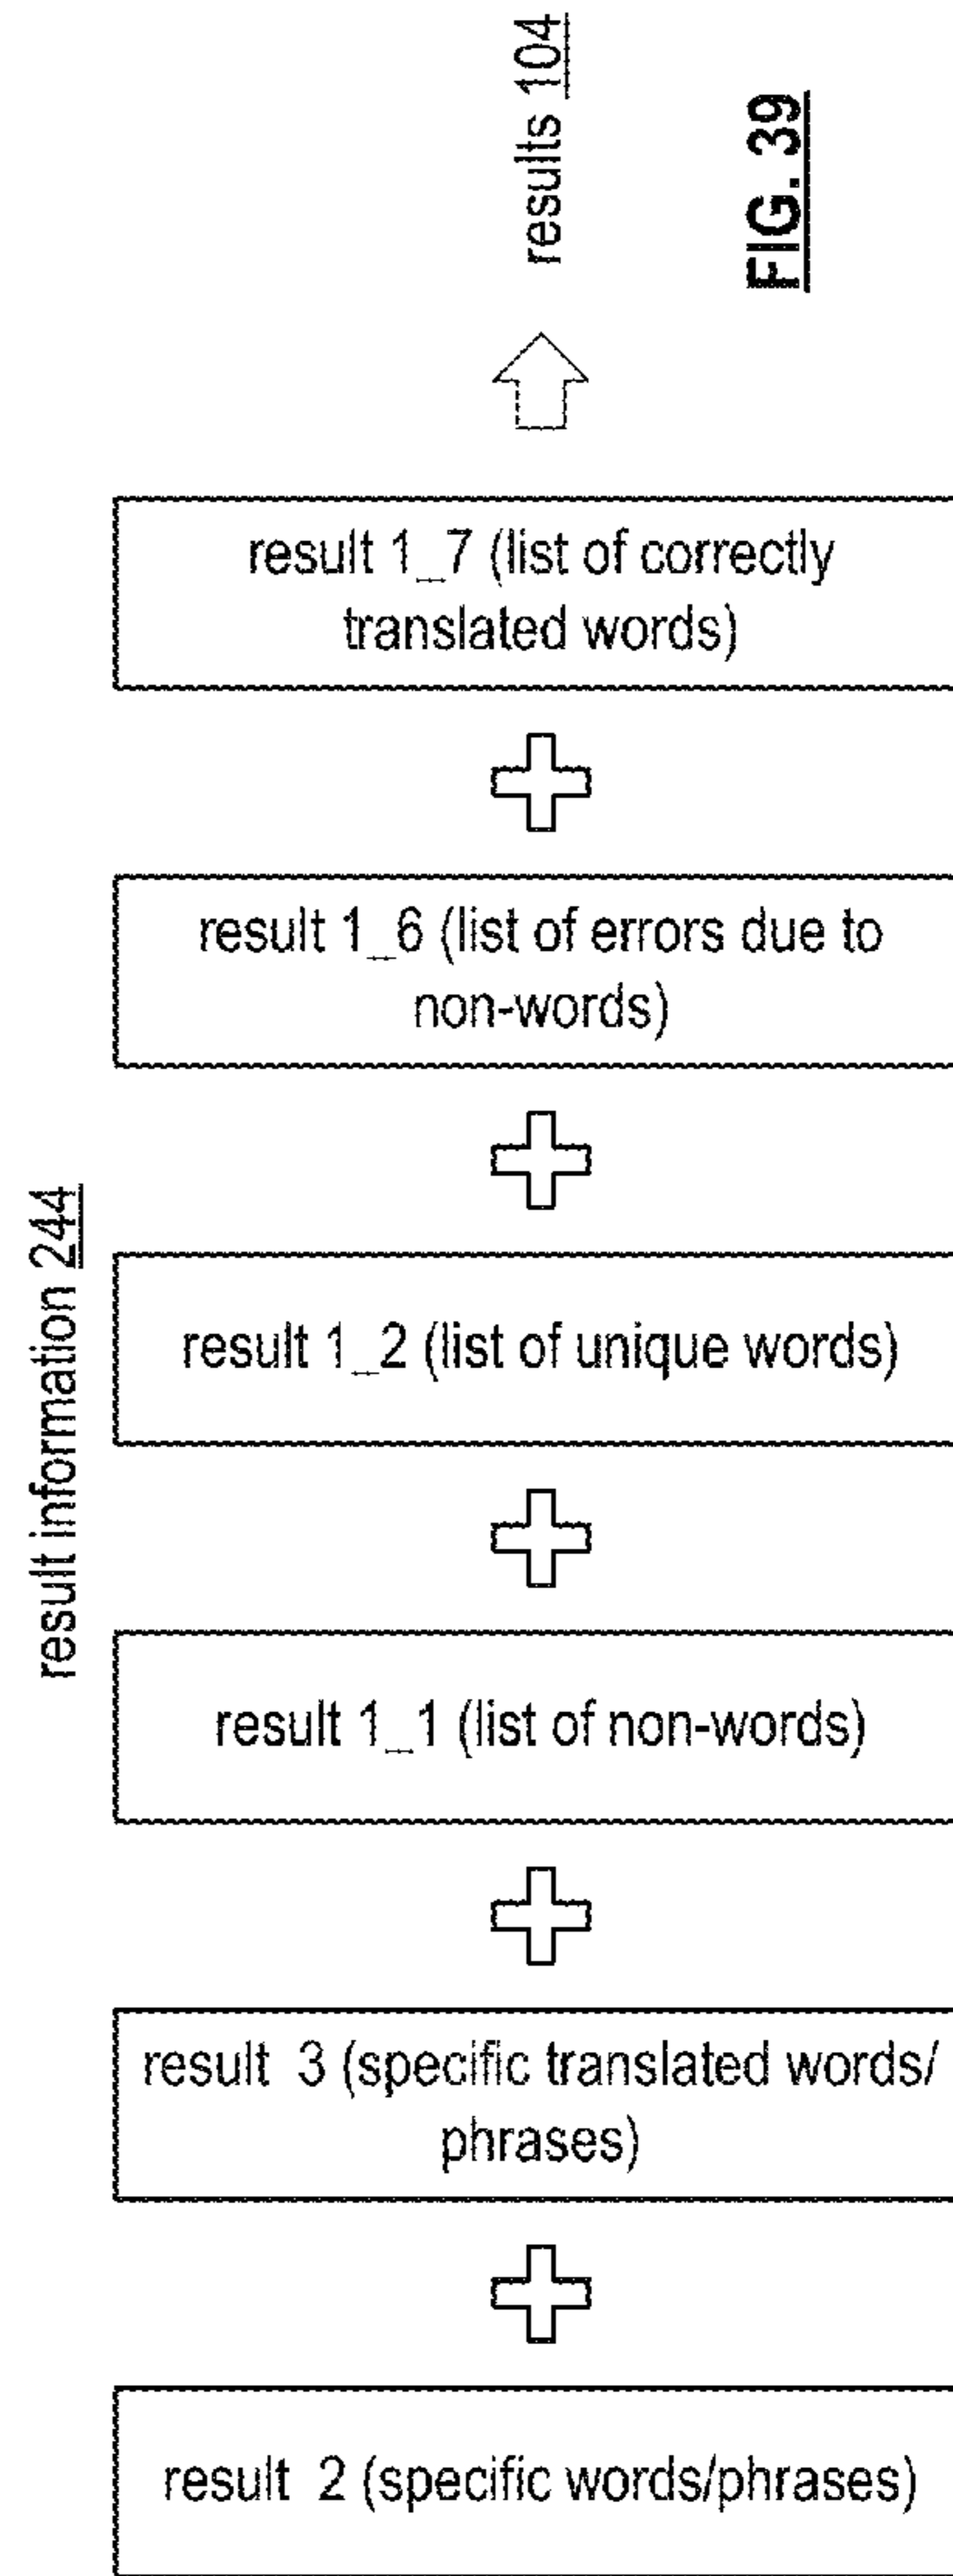 results 104
FIG. 39
result 1_7 (list of correctly
translated words)
result 1_6 (list of errors due to
non-words)
result information 244
result 1_2 (list of unique words)
result 1_1 (list of non-words)
result 3 (specific translated words/
phrases)
result 2 (specific words/phrases)